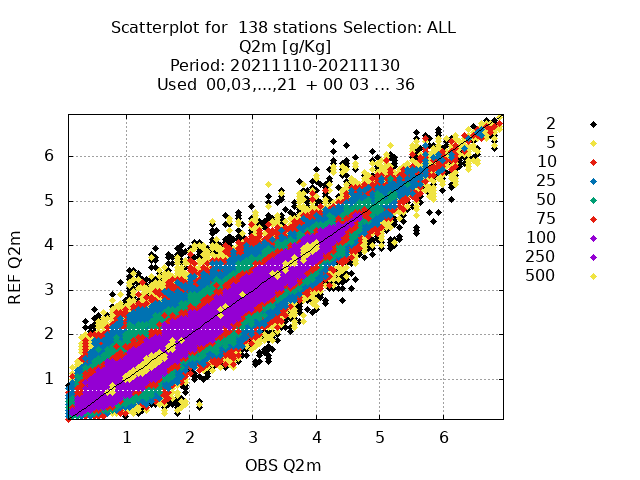 Scatterplot for 138 stations Selection: ALL
Q2m [g/Kg]
Period: 20211110-20211130
Used 00,03,...,21 + 00 03 ... 36
2
5
10
25
50
75
100
250
500
6
5
4
3
2
1
REF Q2m
1 2 3 4 5 6
OBS Q2m